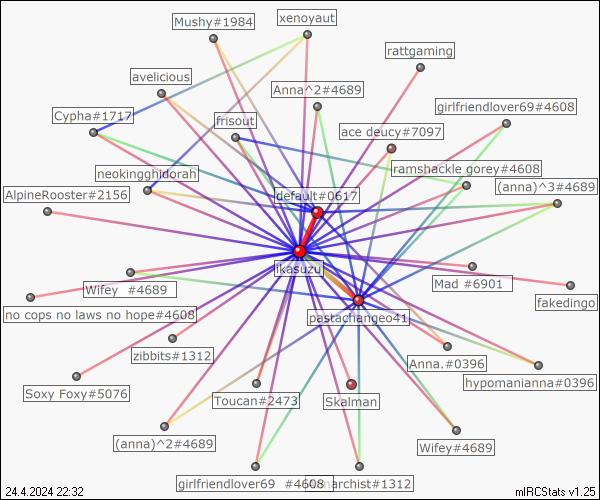 xenoyaut
Mushy#1984
rattgaming
avelicious
Anna^2#4689
girlfriendlover69#4608
Cypha#1717
frisout
ace deucy#7097
neokingghidorah
ramshackle gorey#4608
AlpineRooster#2156
default#0617
(anna)^3#4689
ikasuzu
Wifey #4689
Mad #6901
fakedingo
no cops no laws no hope#4608
pastachangeo41
zibbits#1312
Anna.#0396
hypomanianna#0396
Soxy Foxy#5076
Toucan#2473
Skalman
(anna)^2#4689
Wifey#4689
girlfriendlover69 #4608
archist#1312
24.4.2024 22:32
mIRCStats v1.25